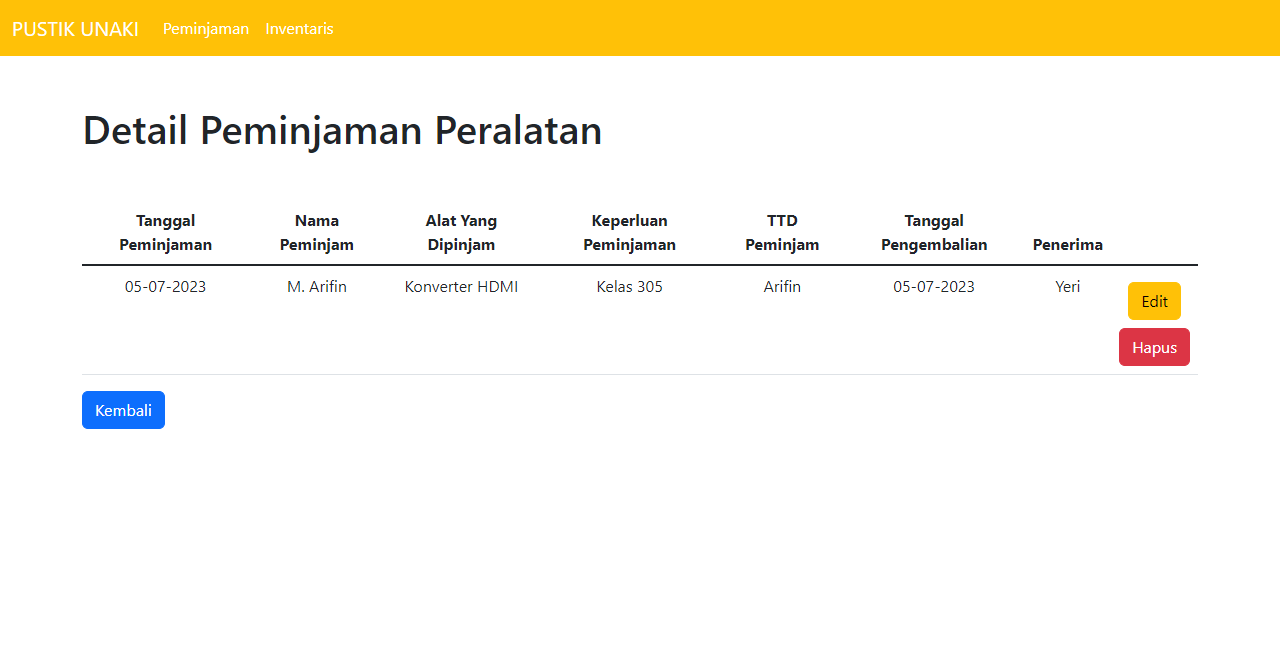 PUSTIK UNAKI Peminjaman Inventaris
Detail Peminjaman Peralatan
Tanggal Nama Alat Yang Keperluan TTD Tanggal
Peminjaman Peminjam Dipinjam Peminjaman Peminjam Pengembalian Penerima
05-07-2023 M. Arifin Konverter HDMI Kelas 305 Arifin 05-07-2023 Yeri
Edit
Hapus
Kembali